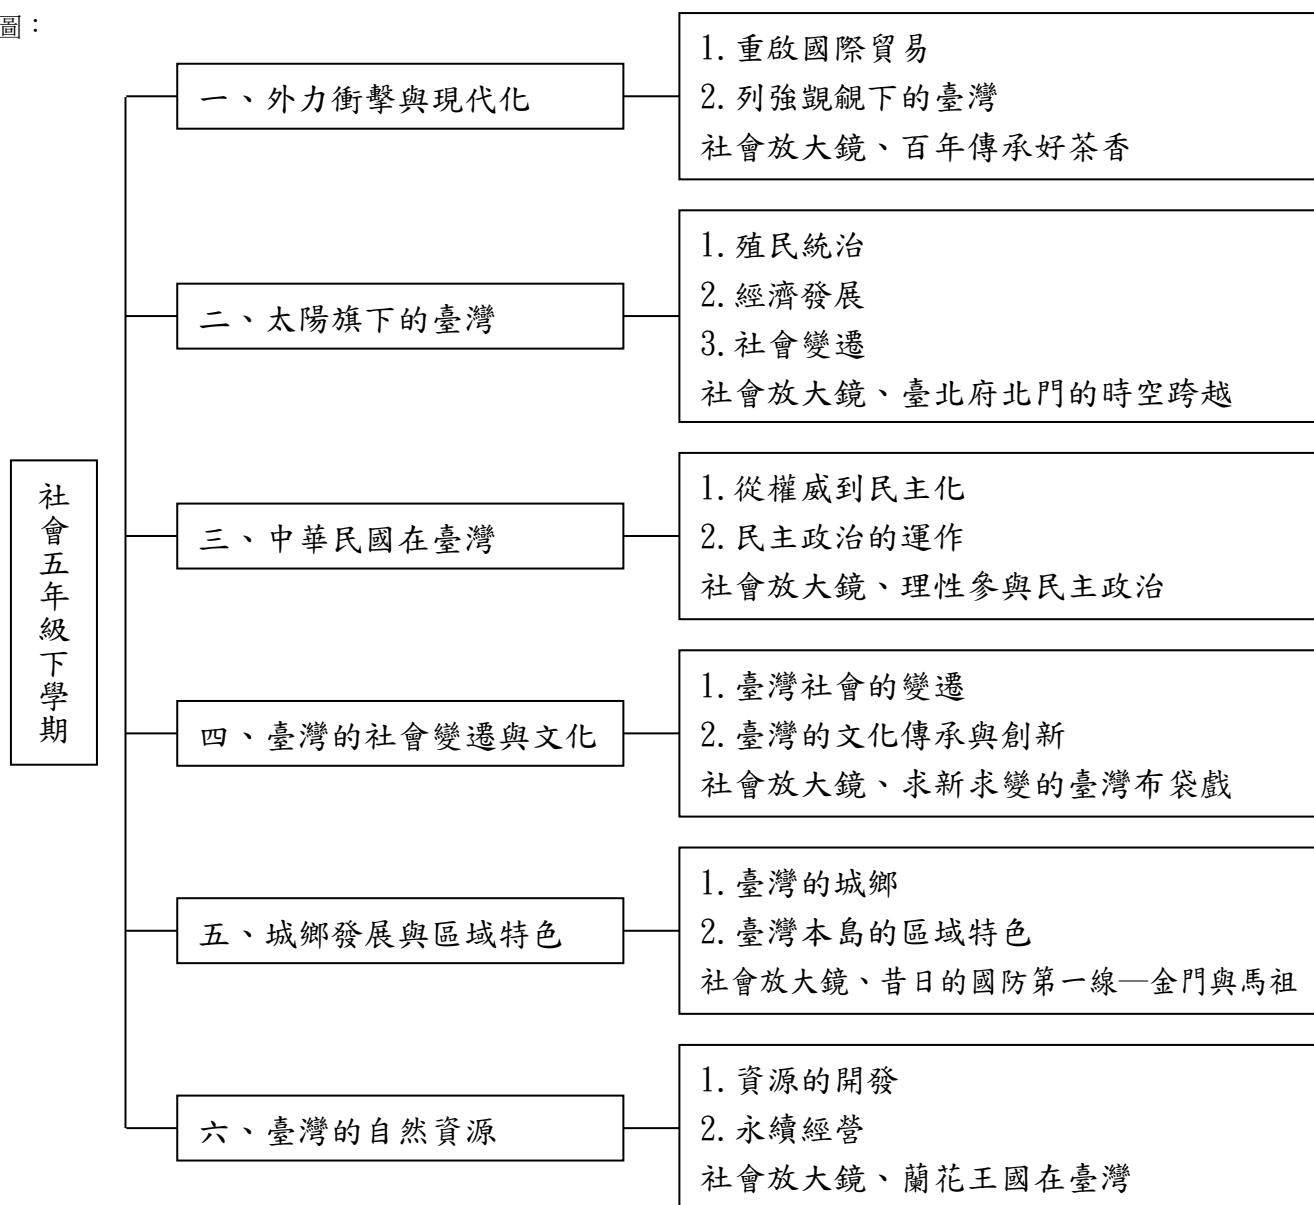 圖：
社會五年級下學期
一、外力衝擊與現代化
1.重啟國際貿易
2.列強覬覦下的臺灣
社會放大鏡、百年傳承好茶香
二、太陽旗下的臺灣
1.殖民統治
2.經濟發展
3.社會變遷
社會放大鏡、臺北府北門的時空跨越
三、中華民國在臺灣
1.從權威到民主化
2.民主政治的運作
社會放大鏡、理性參與民主政治
四、臺灣的社會變遷與文化
1.臺灣社會的變遷
2.臺灣的文化傳承與創新
社會放大鏡、求新求變的臺灣布袋戲
五、城鄉發展與區域特色
1.臺灣的城鄉
2.臺灣本島的區域特色
社會放大鏡、昔日的國防第一線—金門與馬祖
六、臺灣的自然資源
1.資源的開發
2.永續經營
社會放大鏡、蘭花王國在臺灣